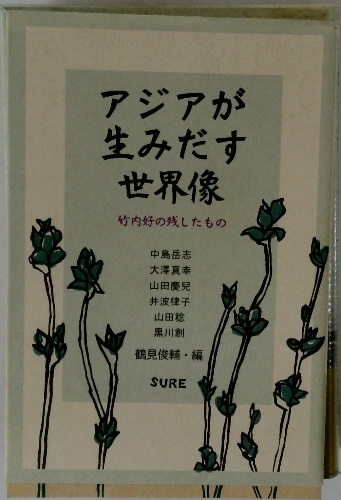 アジアが
生みだす
世界像
竹内好の残したもの
中島岳志
大澤真幸
山田慶兒
井波律子
山田稔
黒川創
鶴見俊輔・編
SURE